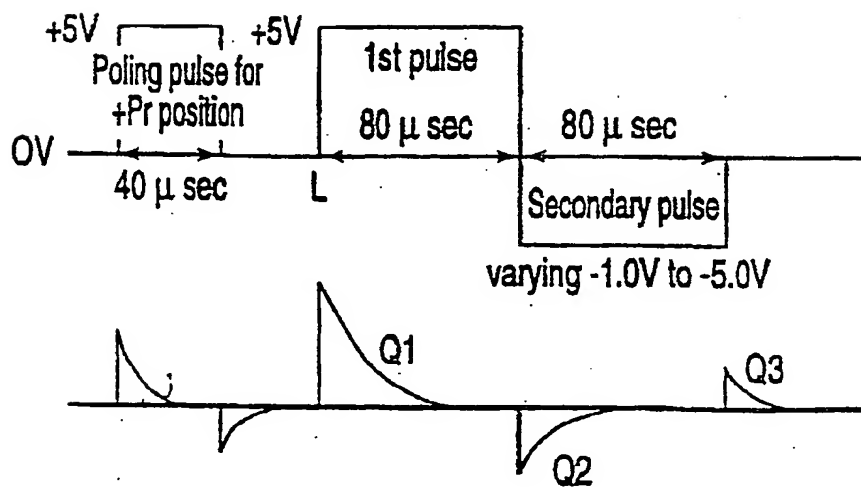 +5V
Poling pulse for
+Pr position
+5V
1st pulse
80 μ sec
80 μ sec
0V
40 μ sec
L
Secondary pulse
varying -1.0V to -5.0V
Q1
Q3
Q2